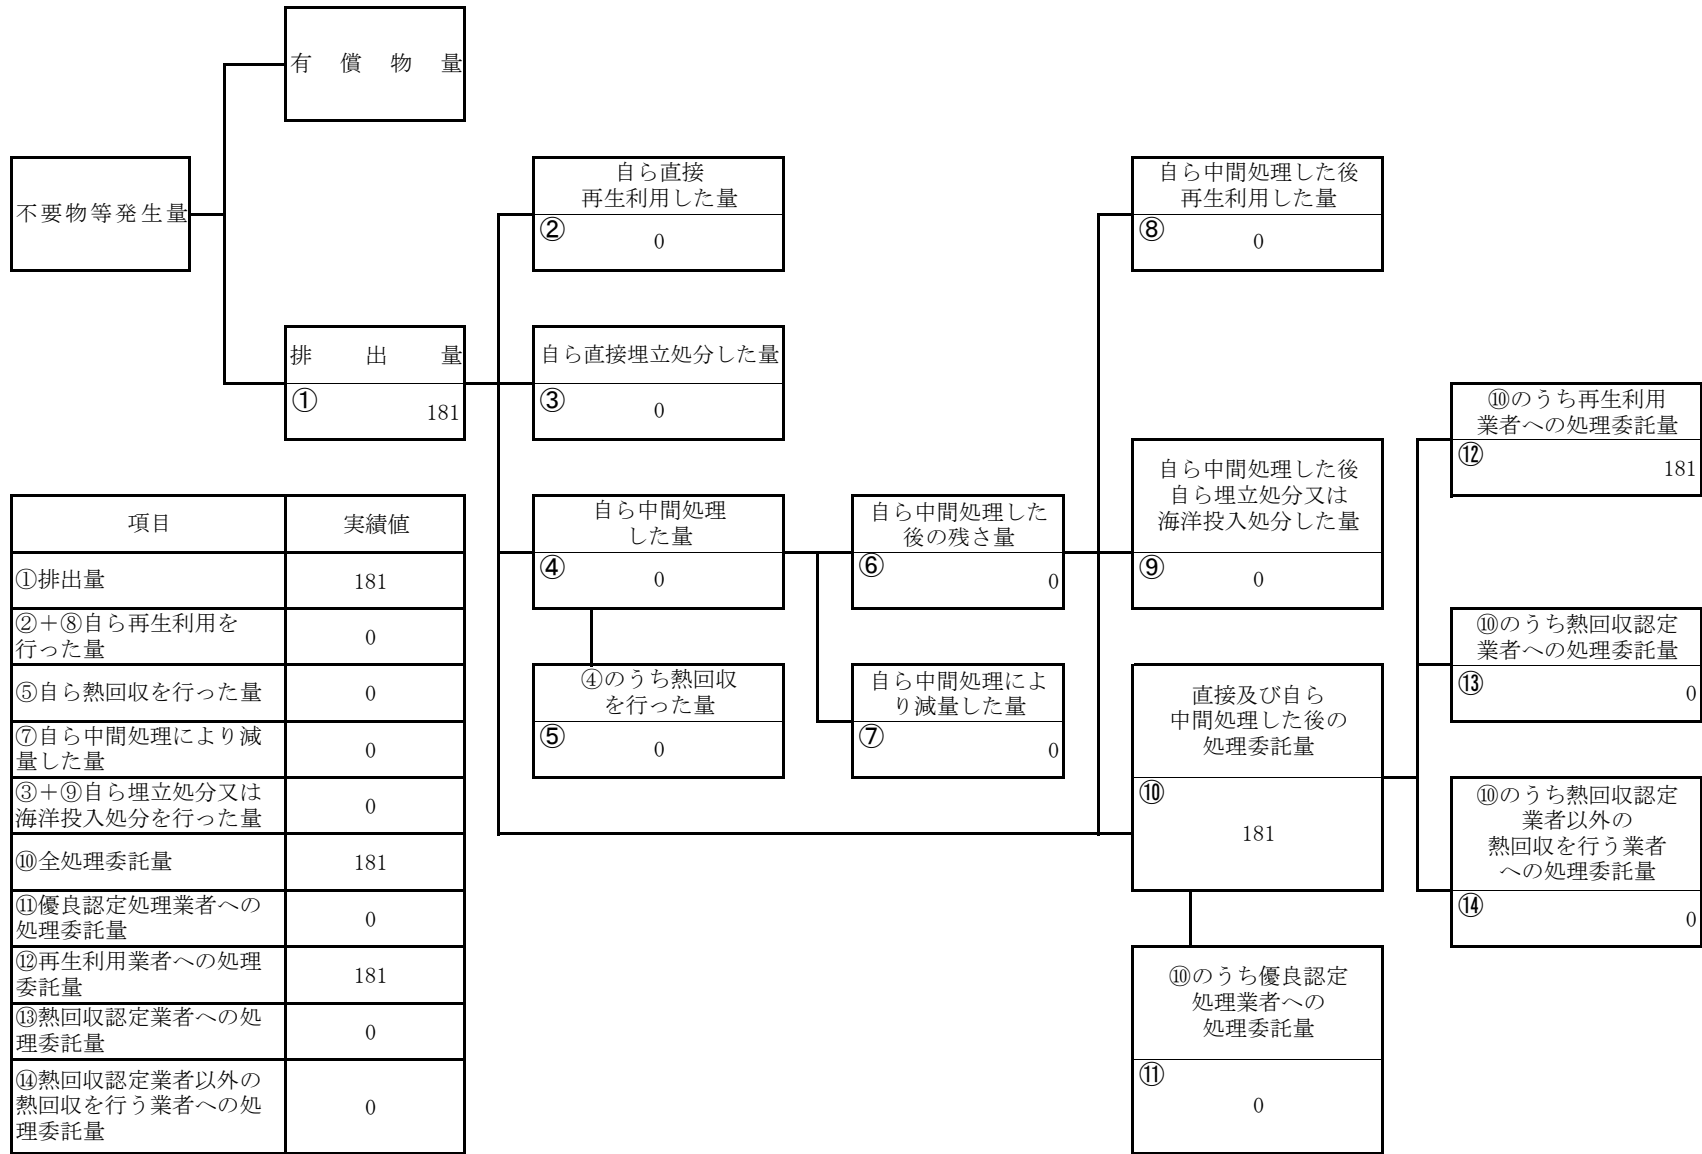 有償物量
不要物等発生量
排出量
①
181
自ら直接
再生利用した量
②
0
自ら直接埋立処分した量
③
0
自ら中間処理
した量
④
0
④のうち熱回収
を行った量
⑤
0
自ら中間処理した
後の残さ量
⑥
0
自ら中間処理によ
り減量した量
⑦
0
自ら中間処理した後
再生利用した量
⑧
0
自ら中間処理した後
自ら埋立処分又は
海洋投入処分した量
⑨
0
直接及び自ら
中間処理した後の
処理委託量
⑩
181
⑩のうち優良認定
処理業者への
処理委託量
⑪
0
⑩のうち再生利用
業者への処理委託量
⑫
181
⑩のうち熱回収認定
業者への処理委託量
⑬
0
⑩のうち熱回収認定
業者以外の
熱回収を行う業者
への処理委託量
⑭
0
項目 実績値
①排出量 181
②+⑧自ら再生利用を
行った量 0
⑤自ら熱回収を行った量 0
⑦自ら中間処理により減
量した量 0
③+⑨自ら埋立処分又は
海洋投入処分を行った量 0
⑩全処理委託量 181
⑪優良認定処理業者への
処理委託量 0
⑫再生利用業者への処理
委託量 181
⑬熱回収認定業者への処
理委託量 0
⑭熱回収認定業者以外の
熱回収を行う業者への処
理委託量 0